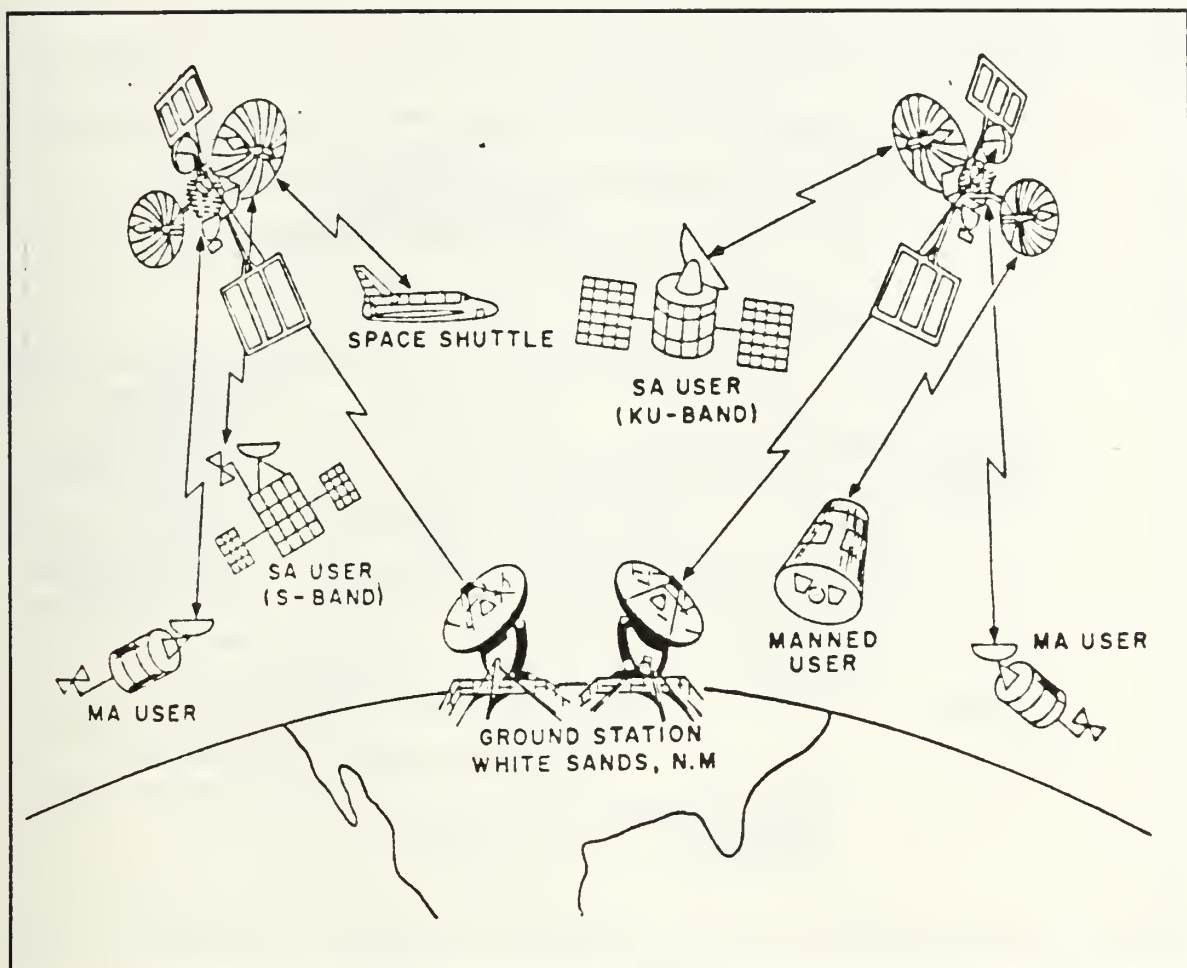 SPACE SHUTTLE
SA USER
(KU-BAND)
SA USER
(S-BAND)
MANNED
USER
MA USER
MA USER
GROUND STATION
WHITE SANDS, N.M